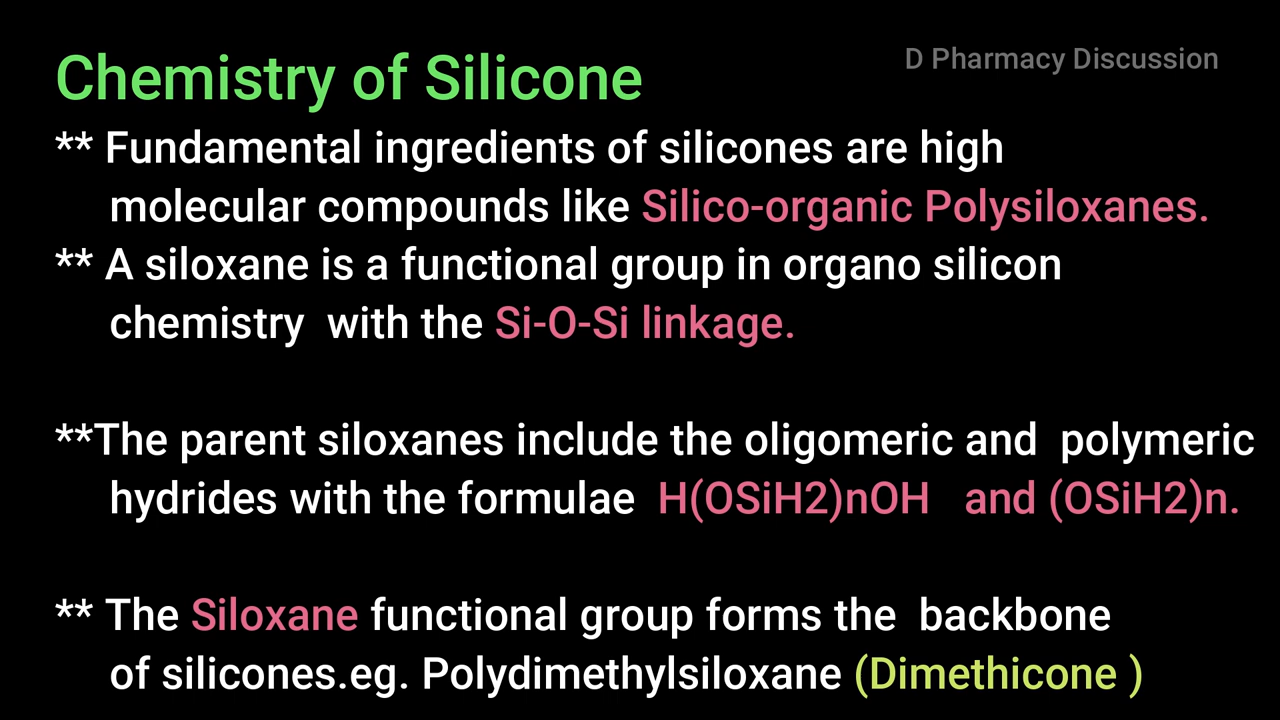 D Pharmacy Discussion
Chemistry of Silicone
** Fundamental ingredients of silicones are high
molecular compounds like Silico-organic Polysiloxanes.
** A siloxane is a functional group in organo silicon
chemistry  with the Si-O-Si linkage.
**The parent siloxanes include the oligomeric and  polymeric
hydrides with the formulae  H(OSiH2)nOH   and (OSiH2)n.
** The Siloxane functional group forms the  backbone
of silicones.eg. Polydimethylsiloxane (Dimethicone )